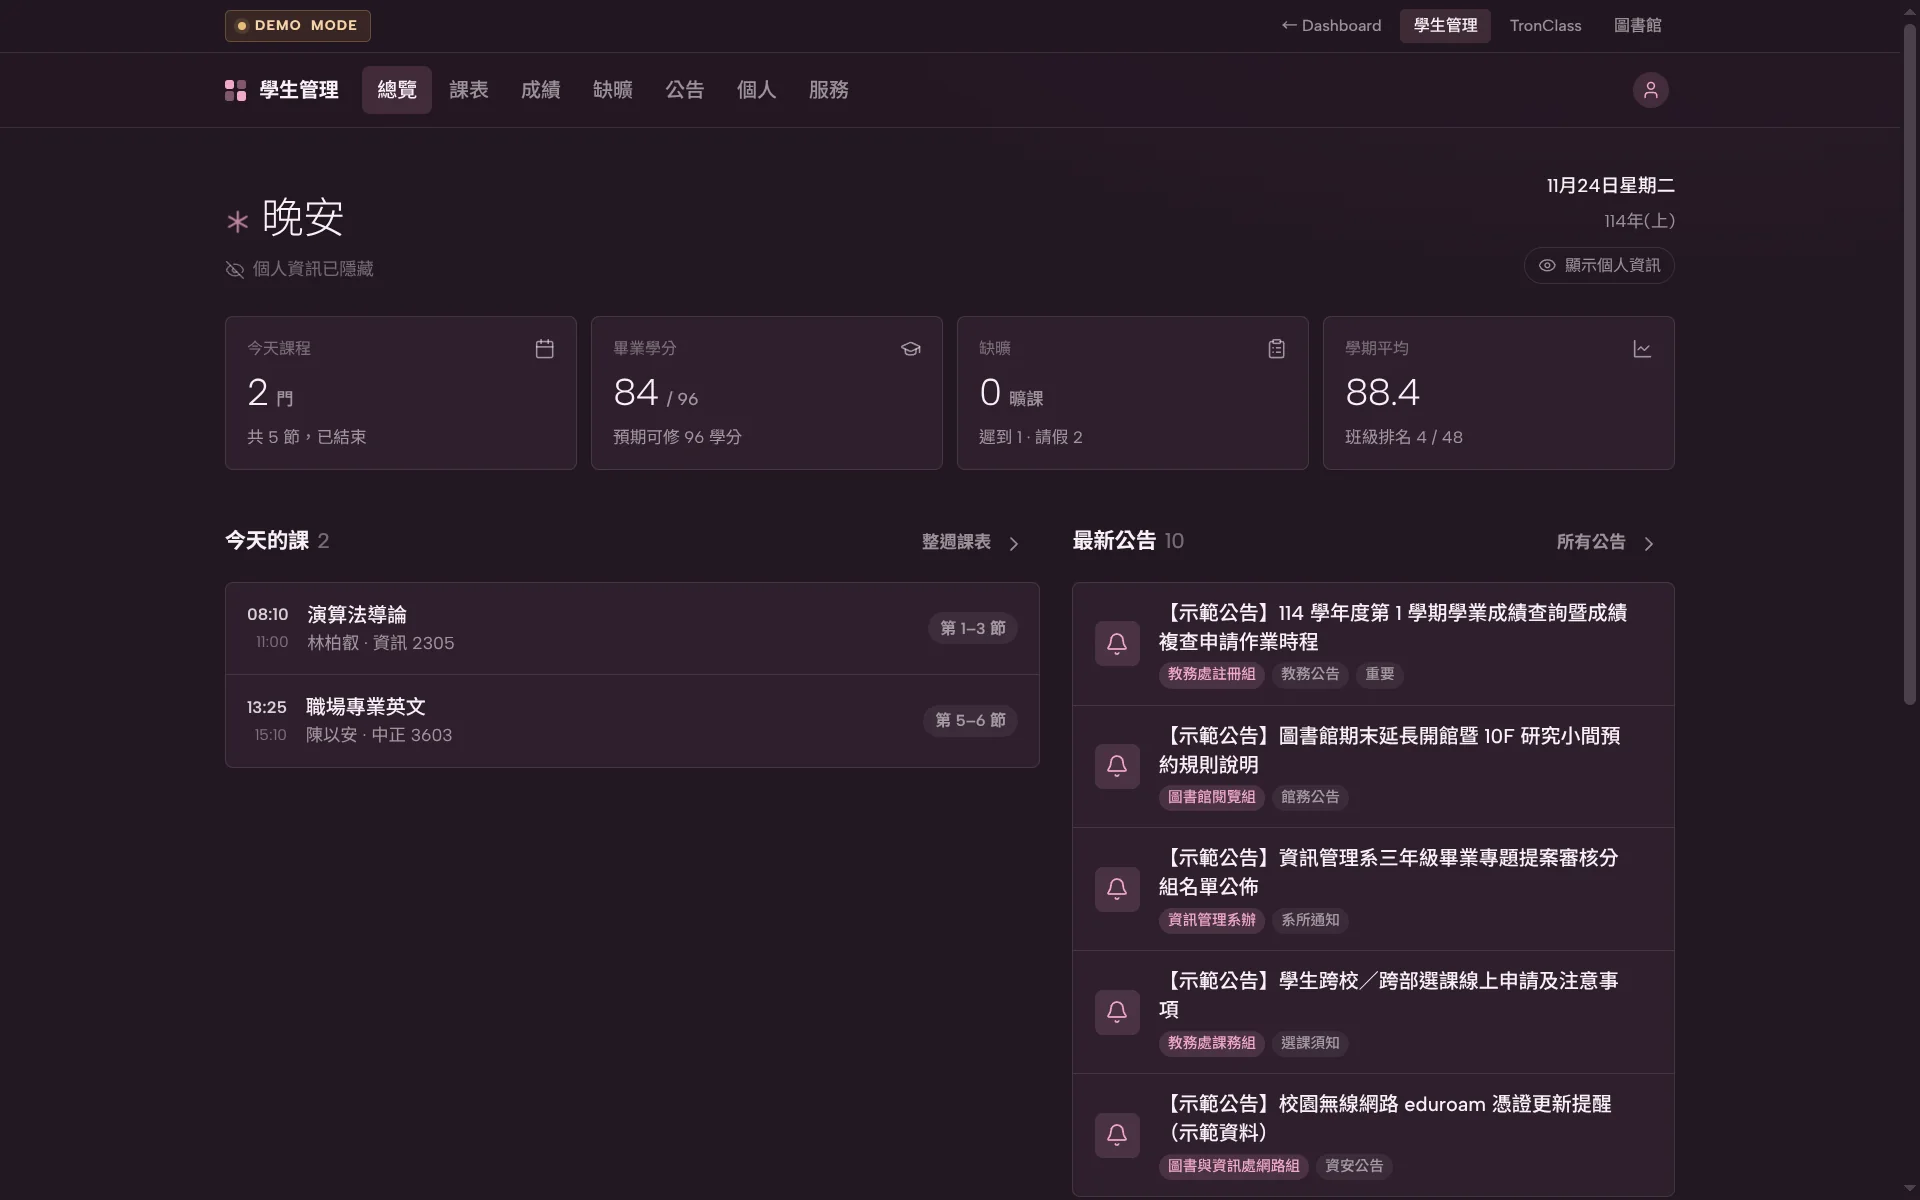 DEMO MODE
← Dashboard
學生管理
TronClass
圖書館
學生管理
總覽
課表
成績
缺曠
公告
個人
服務
晚安
個人資訊已隱藏
11月24日星期二
114年(上)
顯示個人資訊
今天課程
2 門
共 5 節，已結束
畢業學分
84 / 96
預期可修 96 學分
缺曠
0 曠課
遲到 1 · 請假 2
學期平均
88.4
班級排名 4 / 48
今天的課 2
整週課表
08:10 演算法導論
11:00 林柏叡 · 資訊 2305
第 1–3 節
13:25 職場專業英文
15:10 陳以安 · 中正 3603
第 5–6 節
最新公告 10
所有公告
【示範公告】114 學年度第 1 學期學業成績查詢暨成績
複查申請作業時程
教務處註冊組 教務公告 重要
【示範公告】圖書館期末延長開館暨 10F 研究小間預
約規則說明
圖書館閱覽組 館務公告
【示範公告】資訊管理系三年級畢業專題提案審核分
組名單公佈
資訊管理系辦 系所通知
【示範公告】學生跨校／跨部選課線上申請及注意事
項
教務處課務組 選課須知
【示範公告】校園無線網路 eduroam 憑證更新提醒
（示範資料）
圖書與資訊處網路組 資安公告